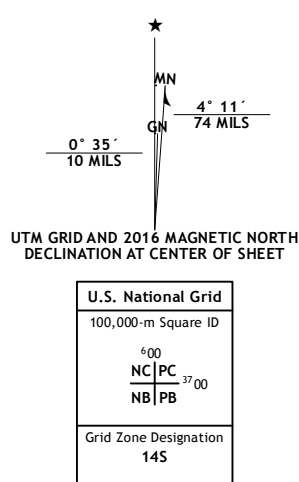 ★
MN
4° 11´
74 MILS
GN
0° 35´
10 MILS
UTM GRID AND 2016 MAGNETIC NORTH
DECLINATION AT CENTER OF SHEET
U.S. National Grid
100,000-m Square ID
⁶00
NC PC
³⁷00
NB PB
Grid Zone Designation
14S